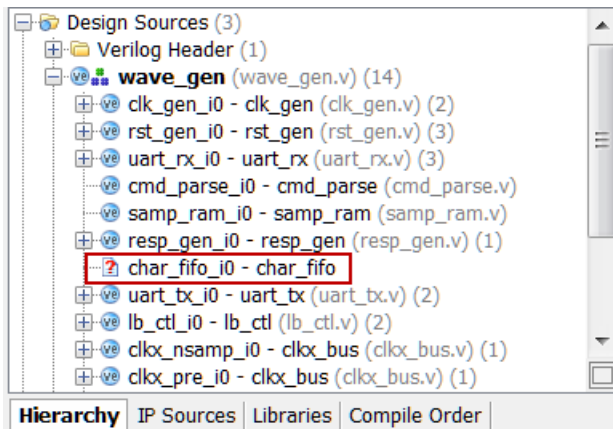 Design Sources (3)
Verilog Header (1)
wave_gen (wave_gen.v) (14)
clk_gen_i0 - clk_gen (clk_gen.v) (2)
rst_gen_i0 - rst_gen (rst_gen.v) (3)
uart_rx_i0 - uart_rx (uart_rx.v) (3)
cmd_parse_i0 - cmd_parse (cmd_parse.v)
samp_ram_i0 - samp_ram (samp_ram.v)
resp_gen_i0 - resp_gen (resp_gen.v) (1)
char_fifo_i0 - char_fifo
uart_tx_i0 - uart_tx (uart_tx.v) (2)
lb_ctl_i0 - lb_ctl (lb_ctl.v) (2)
clkx_nsamp_i0 - clkx_bus (clkx_bus.v) (1)
clkx_pre_i0 - clkx_bus (clkx_bus.v) (1)
Hierarchy IP Sources Libraries Compile Order